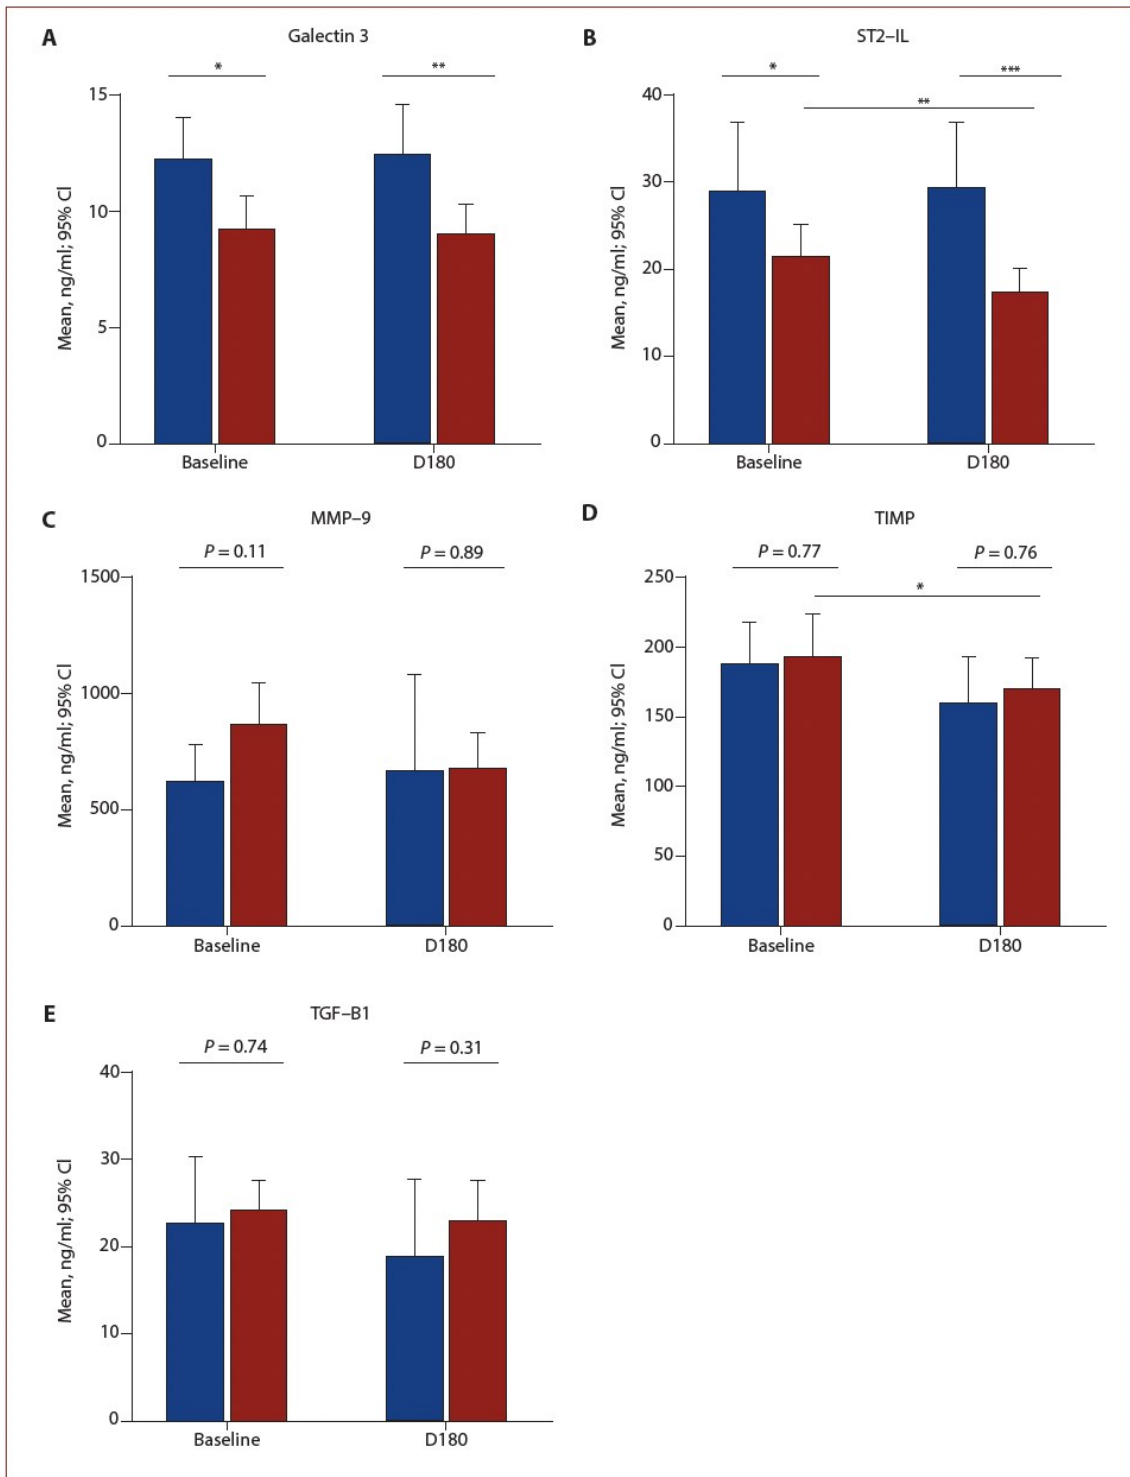 A
Galectin 3
*
**
15
10
5
0
Mean, ng/ml; 95% CI
Baseline
D180
B
ST2–IL
*
***
**
40
30
20
10
0
Mean, ng/ml; 95% CI
Baseline
D180
C
MMP–9
P = 0.11
P = 0.89
1500
1000
500
0
Mean, ng/ml; 95% CI
Baseline
D180
D
TIMP
P = 0.77
P = 0.76
*
250
200
150
100
50
0
Mean, ng/ml; 95% CI
Baseline
D180
E
TGF–B1
P = 0.74
P = 0.31
40
30
20
10
0
Mean, ng/ml; 95% CI
Baseline
D180